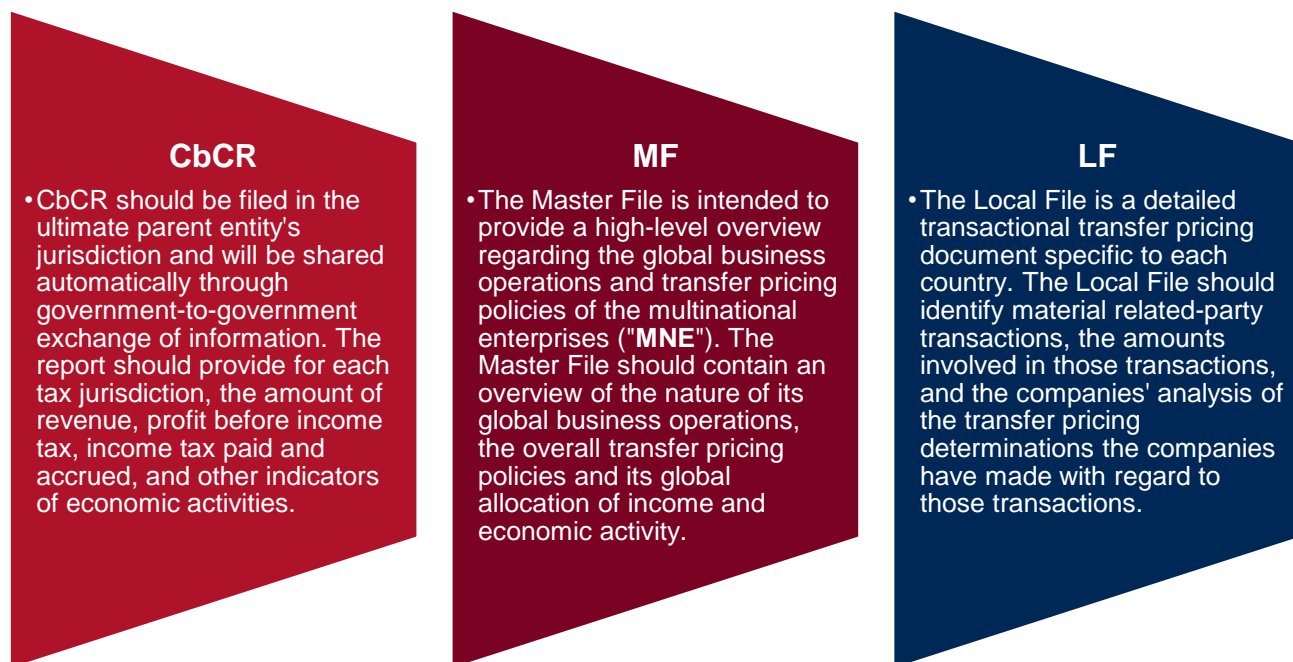 CbCR
•CbCR should be filed in the
ultimate parent entity's
jurisdiction and will be shared
automatically through
government-to-government
exchange of information. The
report should provide for each
tax jurisdiction, the amount of
revenue, profit before income
tax, income tax paid and
accrued, and other indicators
of economic activities.
MF
•The Master File is intended to
provide a high-level overview
regarding the global business
operations and transfer pricing
policies of the multinational
enterprises ("MNE"). The
Master File should contain an
overview of the nature of its
global business operations,
the overall transfer pricing
policies and its global
allocation of income and
economic activity.
LF
•The Local File is a detailed
transactional transfer pricing
document specific to each
country. The Local File should
identify material related-party
transactions, the amounts
involved in those transactions,
and the companies' analysis of
the transfer pricing
determinations the companies
have made with regard to
those transactions.